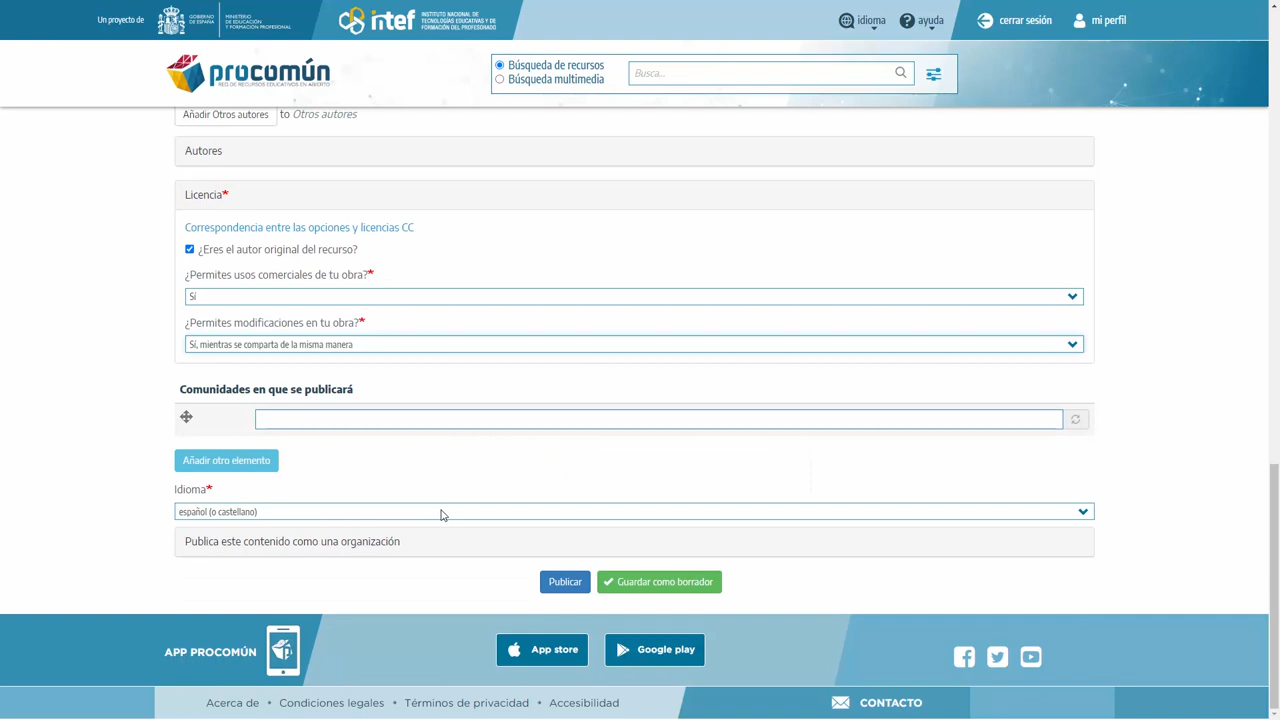 Un proyecto de
GOBIERNO DE ESPAÑA
MINISTERIO DE EDUCACIÓN Y FORMACIÓN PROFESIONAL
intef
INSTITUTO NACIONAL DE TECNOLOGÍAS EDUCATIVAS Y FORMACIÓN DEL PROFESORADO
idioma
ayuda
cerrar sesión
mi perfil
procomún
RED DE RECURSOS EDUCATIVOS EN ABIERTO
Búsqueda de recursos
Búsqueda multimedia
Busca...
Añadir Otros autores to Otros autores
Autores
Licencia*
Correspondencia entre las opciones y licencias CC
¿Eres el autor original del recurso?
¿Permites usos comerciales de tu obra?*
Sí
¿Permites modificaciones en tu obra?*
Sí, mientras se comparta de la misma manera
Comunidades en que se publicará
Añadir otro elemento
Idioma*
español (o castellano)
Publica este contenido como una organización
Publicar
Guardar como borrador
APP PROCOMÚN
App store
Google play
Acerca de • Condiciones legales • Términos de privacidad • Accesibilidad
CONTACTO